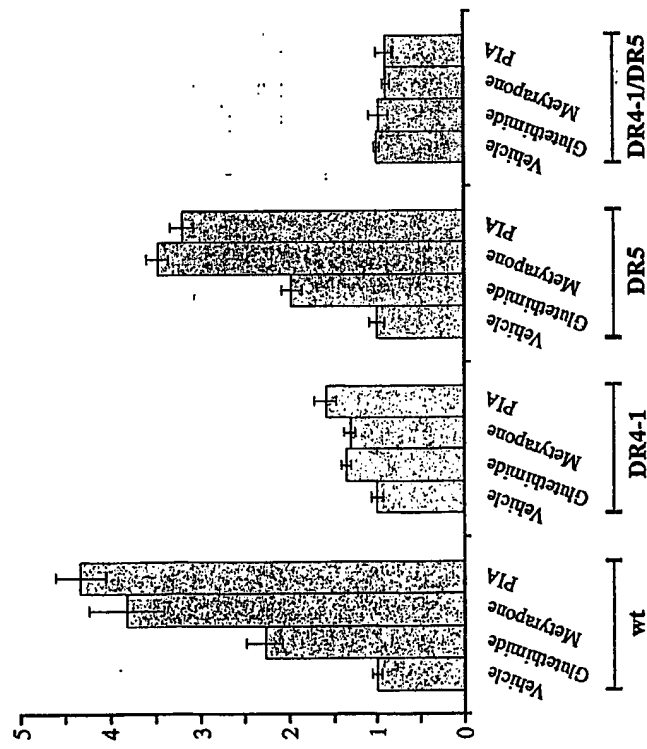 5
4
3
2
1
0
Vehicle
Glutethimide
Metyrapone
PIA
Vehicle
Glutethimide
Metyrapone
PIA
Vehicle
Glutethimide
Metyrapone
PIA
Vehicle
Glutethimide
Metyrapone
PIA
wt
DR4-1
DR5
DR4-1/DR5